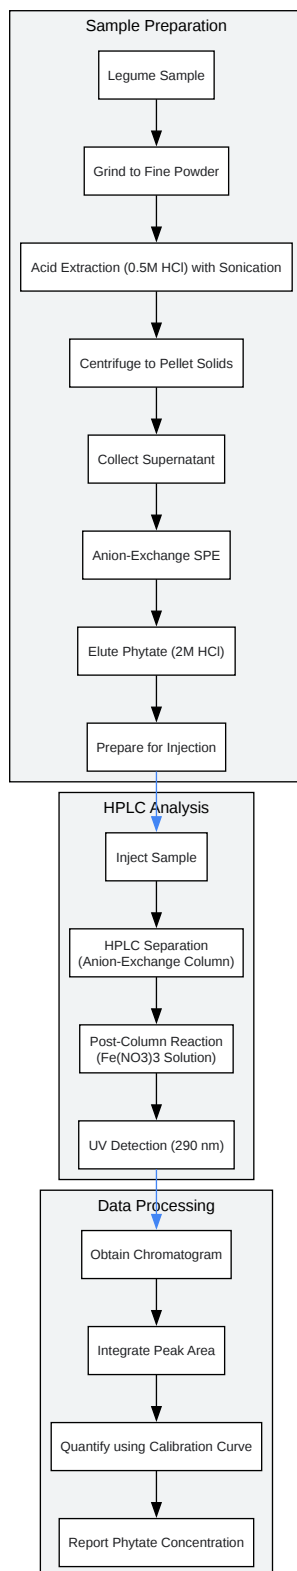 Sample Preparation
Legume Sample
Grind to Fine Powder
Acid Extraction (0.5M HCl) with Sonication
Centrifuge to Pellet Solids
Collect Supernatant
Anion-Exchange SPE
Elute Phytate (2M HCl)
Prepare for Injection
HPLC Analysis
Inject Sample
HPLC Separation
(Anion-Exchange Column)
Post-Column Reaction
(Fe(NO3)3 Solution)
UV Detection (290 nm)
Data Processing
Obtain Chromatogram
Integrate Peak Area
Quantify using Calibration Curve
Report Phytate Concentration